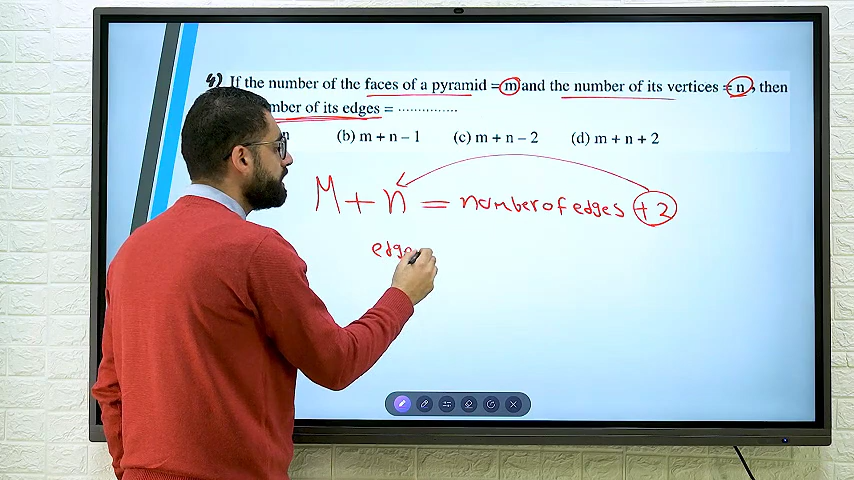 4) If the number of the faces of a pyramid = m and the number of its vertices = n , then
mber of its edges = ................
n (b) m + n – 1 (c) m + n – 2 (d) m + n + 2
M + n = number of edges + 2
edge